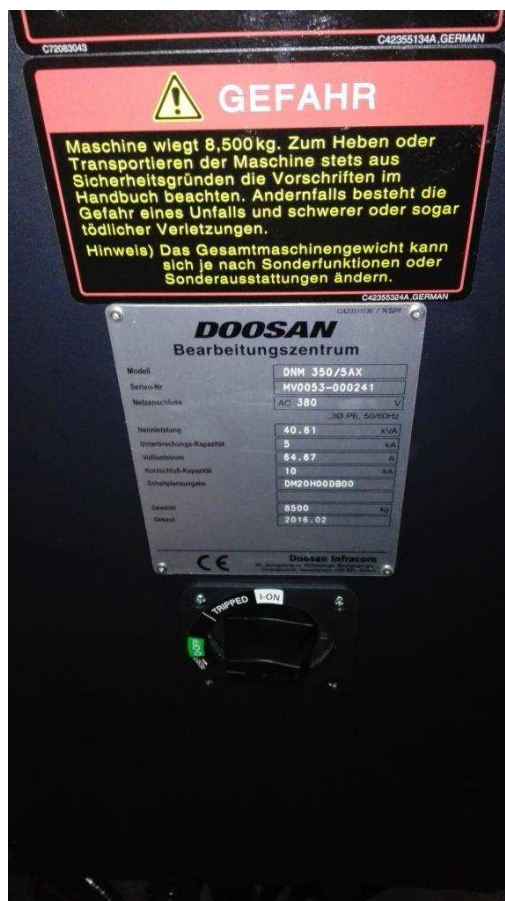 C72083043
C42355134A,GERMAN
GEFAHR
Maschine wiegt 8,500kg. Zum Heben oder
Transportieren der Maschine stets aus
Sicherheitsgründen die Vorschriften im
Handbuch beachten. Andernfalls besteht die
Gefahr eines Unfalls und schwerer oder sogar
tödlicher Verletzungen.
Hinweis) Das Gesamtmaschinengewicht kann
sich je nach Sonderfunktionen oder
Sonderausstattungen ändern.
C42355324A,GERMAN
DOOSAN
Bearbeitungszentrum
Modell DNM 350/5AX
Serien-Nr MV0053-000241
Netzanschluss AC 380 V
3Ø,PE, 50/60Hz
Nennleistung 40.61 kVA
Unterbrechungs-Kapazität 5 kA
Vollaststrom 64.67 A
Kurzschluß-Kapazität 10 kA
Schaltplanausgabe DM20H00DB00
Gewicht 8500 kg
Gebaut 2016.02
CE Doosan Infracore
TRIPPED I-ON
O-OFF